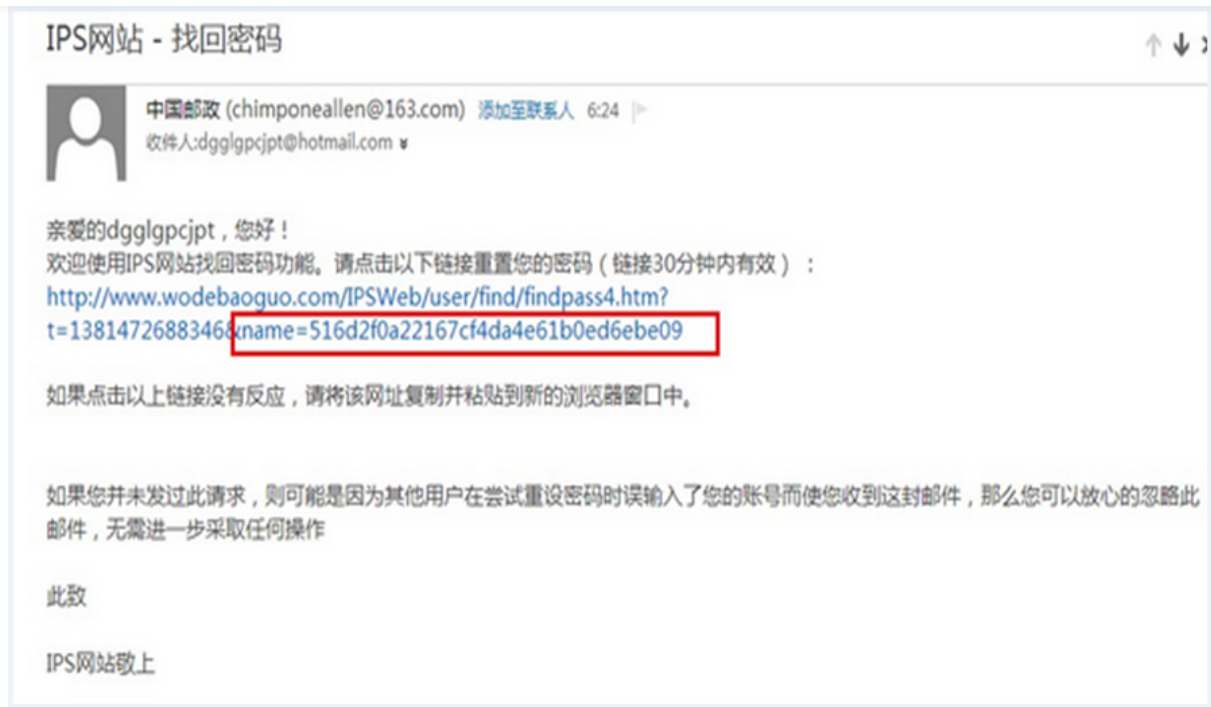 IPS网站 - 找回密码
中国邮政 (chimponeallen@163.com) 添加至联系人 6:24
收件人:dgglgpcjpt@hotmail.com
亲爱的dgglgpcjpt，您好！
欢迎使用IPS网站找回密码功能。请点击以下链接重置您的密码（链接30分钟内有效）：
http://www.wodebaoguo.com/IPSWeb/user/find/findpass4.htm?
t=1381472688346&name=516d2f0a22167cf4da4e61b0ed6ebe09
如果点击以上链接没有反应，请将该网址复制并粘贴到新的浏览器窗口中。
如果您并未发过此请求，则可能是因为其他用户在尝试重设密码时误输入了您的账号而使您收到这封邮件，那么您可以放心的忽略此
邮件，无需进一步采取任何操作
此致
IPS网站敬上